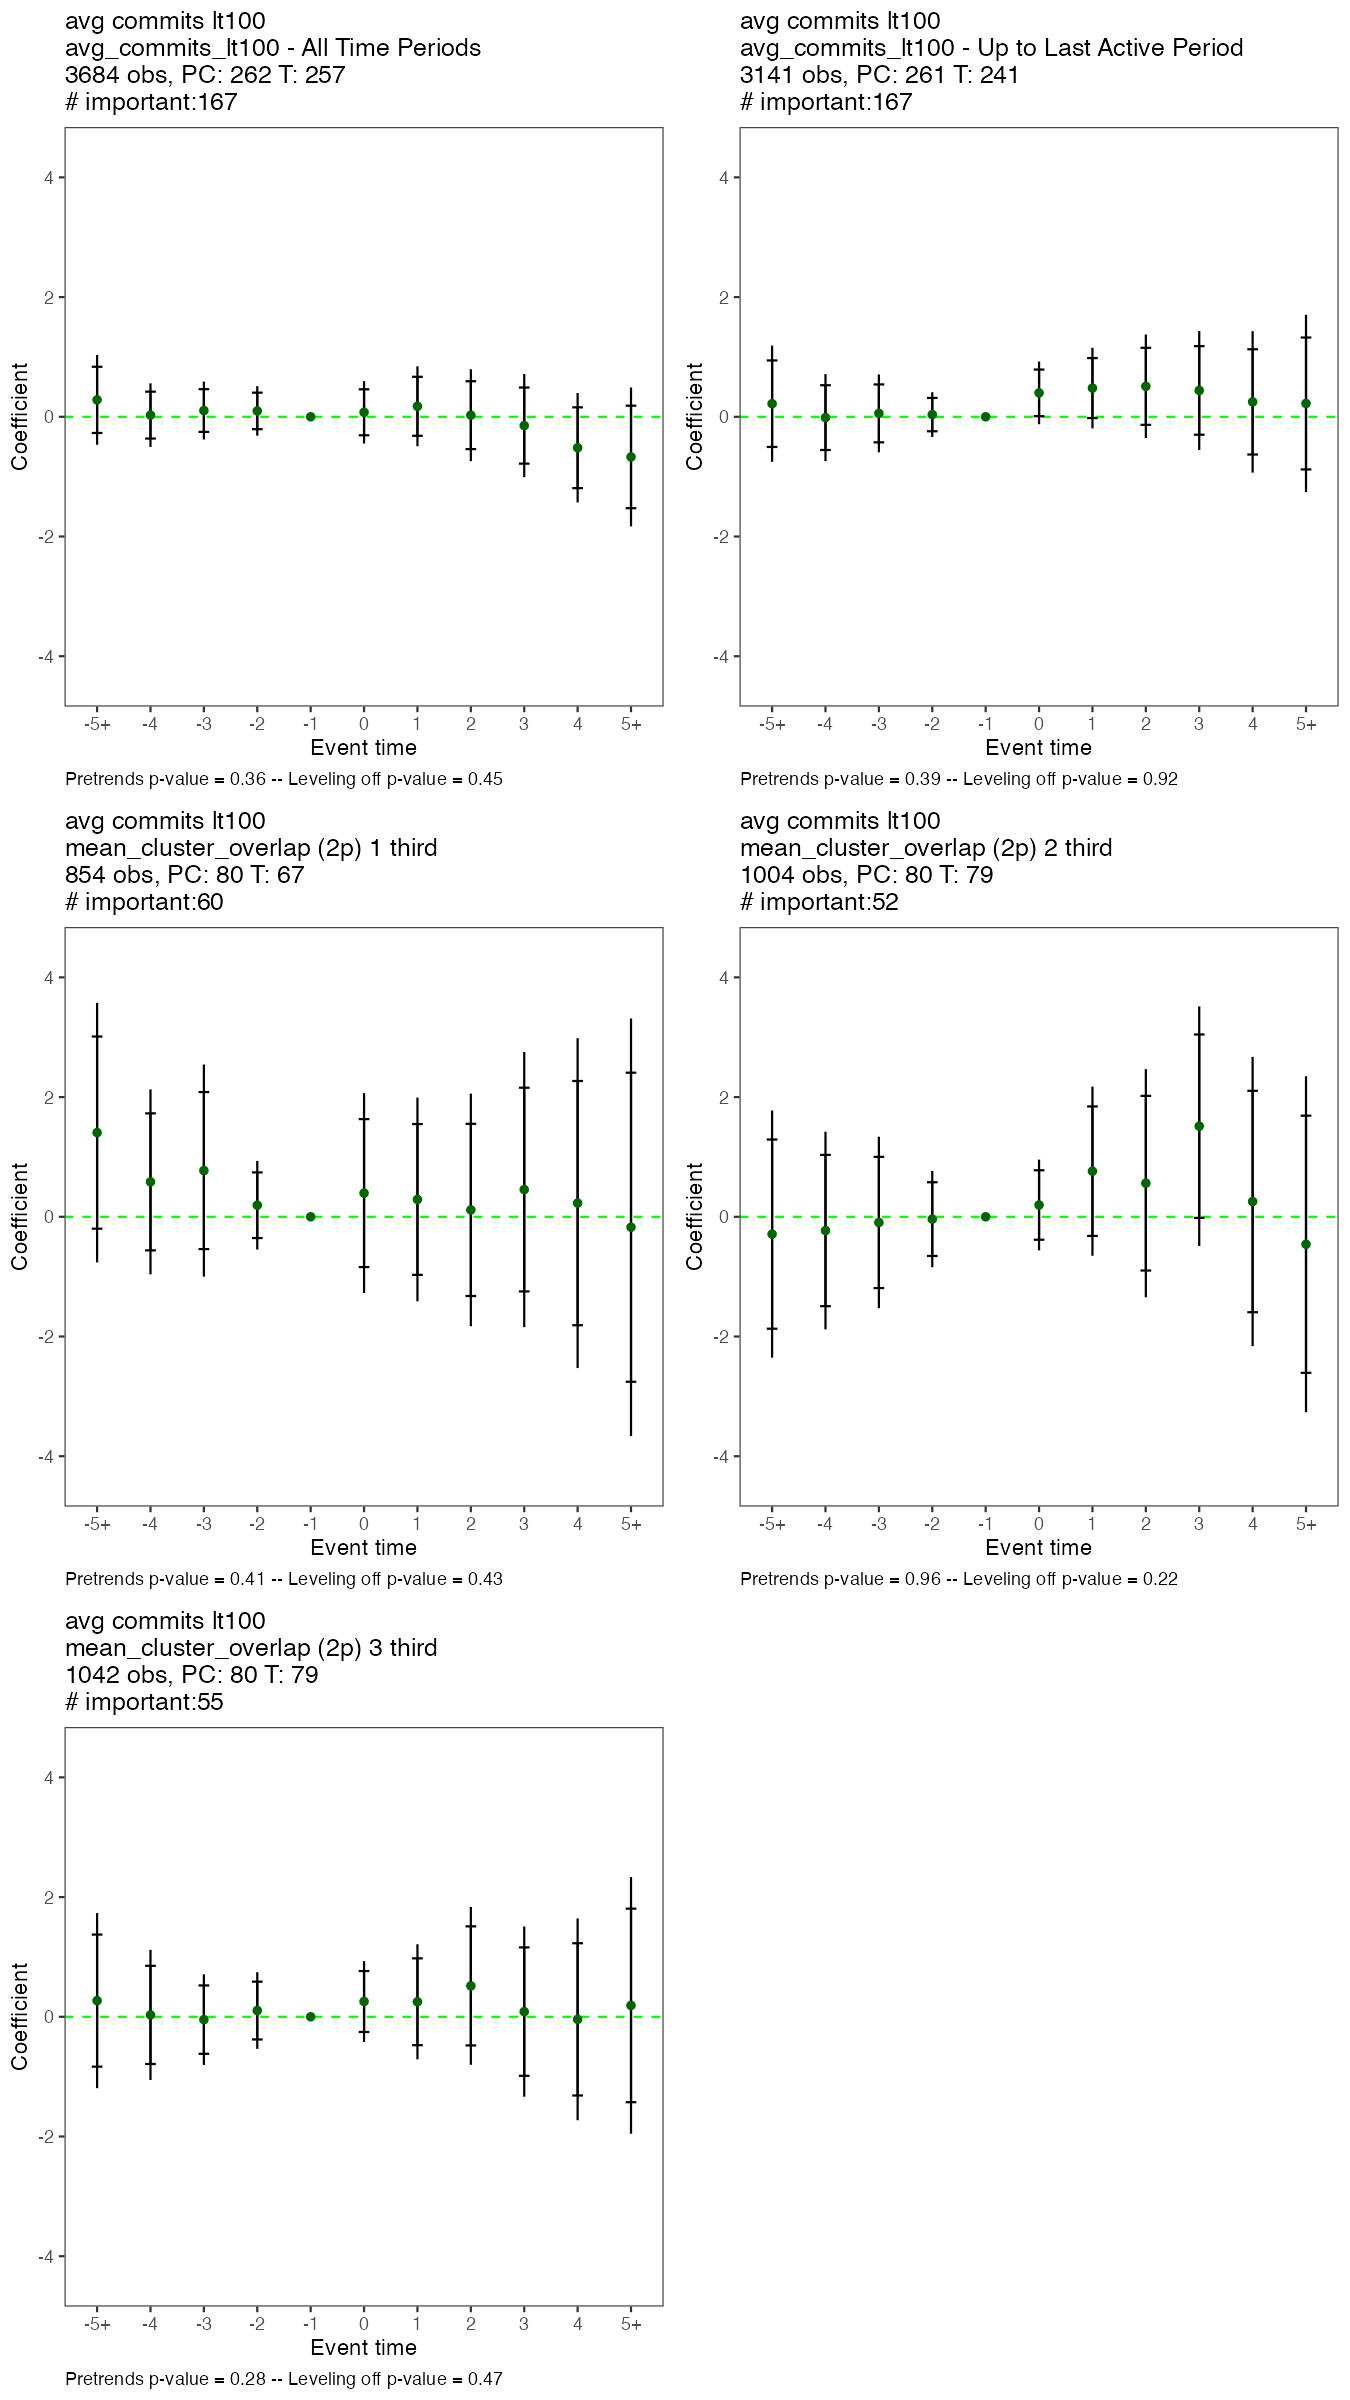 avg commits lt100
avg_commits_lt100 - All Time Periods
3684 obs, PC: 262 T: 257
# important:167
4
2
0
-2
-4
Coefficient
-5+ -4 -3 -2 -1 0 1 2 3 4 5+
Event time
Pretrends p-value = 0.36 -- Leveling off p-value = 0.45
avg commits lt100
avg_commits_lt100 - Up to Last Active Period
3141 obs, PC: 261 T: 241
# important:167
4
2
0
-2
-4
Coefficient
-5+ -4 -3 -2 -1 0 1 2 3 4 5+
Event time
Pretrends p-value = 0.39 -- Leveling off p-value = 0.92
avg commits lt100
mean_cluster_overlap (2p) 1 third
854 obs, PC: 80 T: 67
# important:60
4
2
0
-2
-4
Coefficient
-5+ -4 -3 -2 -1 0 1 2 3 4 5+
Event time
Pretrends p-value = 0.41 -- Leveling off p-value = 0.43
avg commits lt100
mean_cluster_overlap (2p) 2 third
1004 obs, PC: 80 T: 79
# important:52
4
2
0
-2
-4
Coefficient
-5+ -4 -3 -2 -1 0 1 2 3 4 5+
Event time
Pretrends p-value = 0.96 -- Leveling off p-value = 0.22
avg commits lt100
mean_cluster_overlap (2p) 3 third
1042 obs, PC: 80 T: 79
# important:55
4
2
0
-2
-4
Coefficient
-5+ -4 -3 -2 -1 0 1 2 3 4 5+
Event time
Pretrends p-value = 0.28 -- Leveling off p-value = 0.47